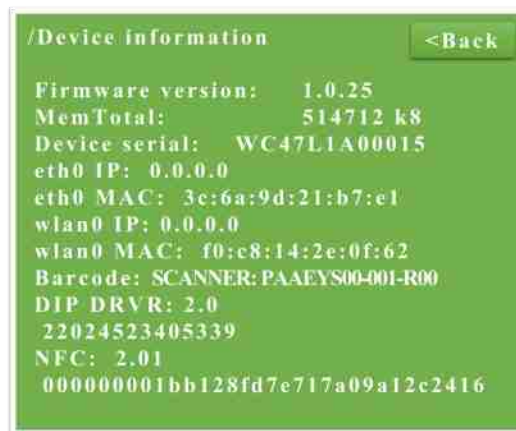 /Device information <Back
Firmware version: 1.0.25
MemTotal: 514712 k8
Device serial: WC47L1A00015
eth0 IP: 0.0.0.0
eth0 MAC: 3c:6a:9d:21:b7:e1
wlan0 IP: 0.0.0.0
wlan0 MAC: f0:c8:14:2e:0f:62
Barcode: SCANNER: PAAEYS00-001-R00
DIP DRVR: 2.0
22024523405339
NFC: 2.01
000000001bb128fd7e717a09a12c2416